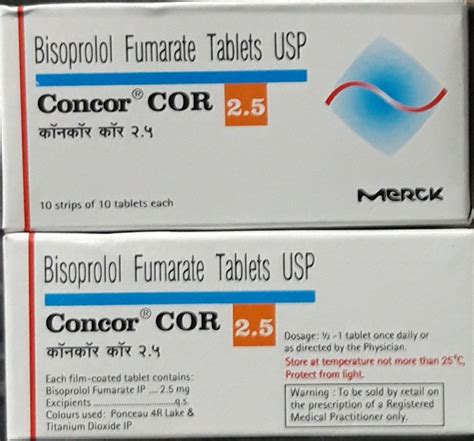 Bisoprolol Fumarate Tablets USP
Concor® COR 2.5
कॉनकॉर कॉर २.५
10 strips of 10 tablets each
MERCK
Bisoprolol Fumarate Tablets USP
Concor® COR 2.5
कॉनकॉर कॉर २.५
Each film-coated tablet contains:
Bisoprolol Fumarate IP .... 2.5 mg
Excipients ........................ q.s.
Colours used: Ponceau 4R Lake &
Titanium Dioxide IP
Dosage: ½ -1 tablet once daily or
as directed by the Physician.
Store at temperature not more than 25°C,
Protect from light.
Warning : To be sold by retail on
the prescription of a Registered
Medical Practitioner only.